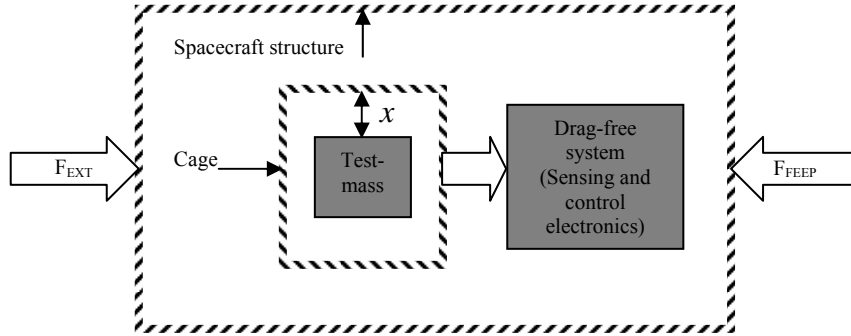 Spacecraft structure
x
Cage
Test-
mass
Drag-free
system
(Sensing and
control
electronics)
F_EXT
F_FEEP